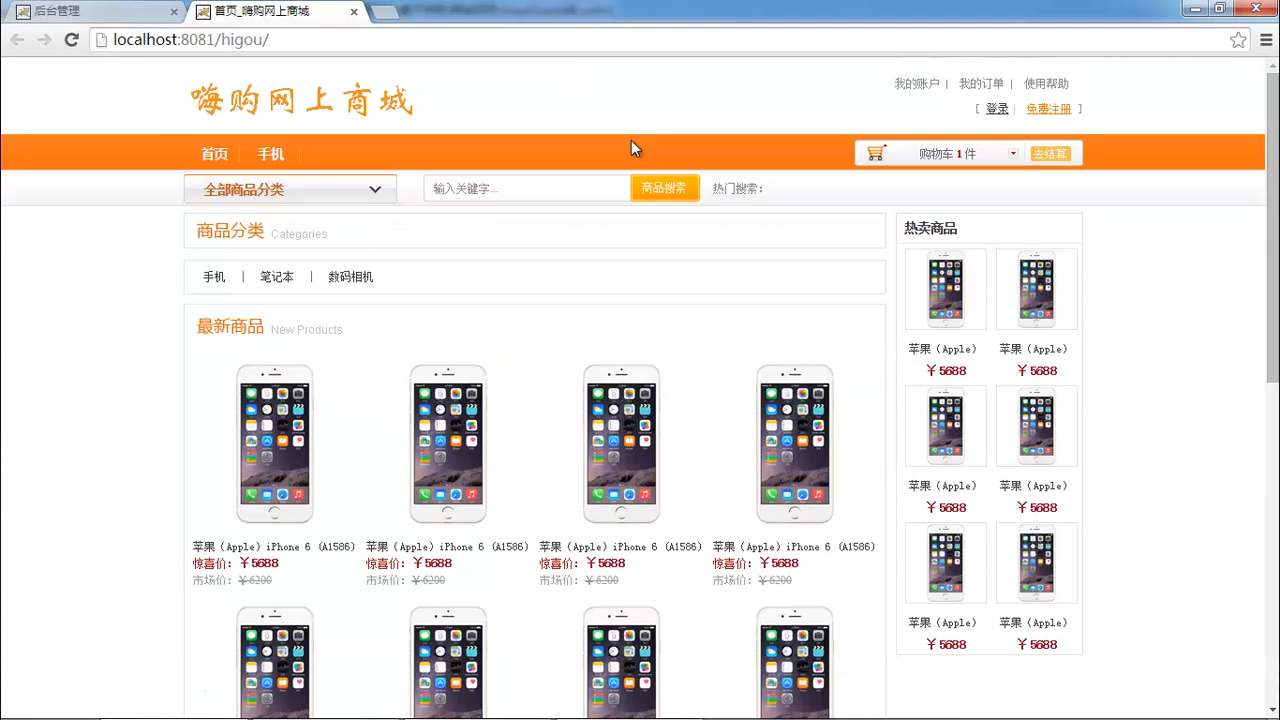 后台管理
首页_嗨购网上商城
localhost:8081/higou/
嗨购网上商城
我的账户 | 我的订单 | 使用帮助
[ 登录 | 免费注册 ]
首页 手机
购物车 1 件 去结算
全部商品分类 输入关键字... 商品搜索 热门搜索:
商品分类 Categories
手机 | 笔记本 | 数码相机
最新商品 New Products
苹果（Apple）iPhone 6 (A1586) 苹果（Apple）iPhone 6 (A1586) 苹果（Apple）iPhone 6 (A1586) 苹果（Apple）iPhone 6 (A1586)
惊喜价: ¥5688 惊喜价: ¥5688 惊喜价: ¥5688 惊喜价: ¥5688
市场价: ¥6200 市场价: ¥6200 市场价: ¥6200 市场价: ¥6200
热卖商品
苹果（Apple） 苹果（Apple）
¥5688 ¥5688
苹果（Apple） 苹果（Apple）
¥5688 ¥5688
苹果（Apple） 苹果（Apple）
¥5688 ¥5688